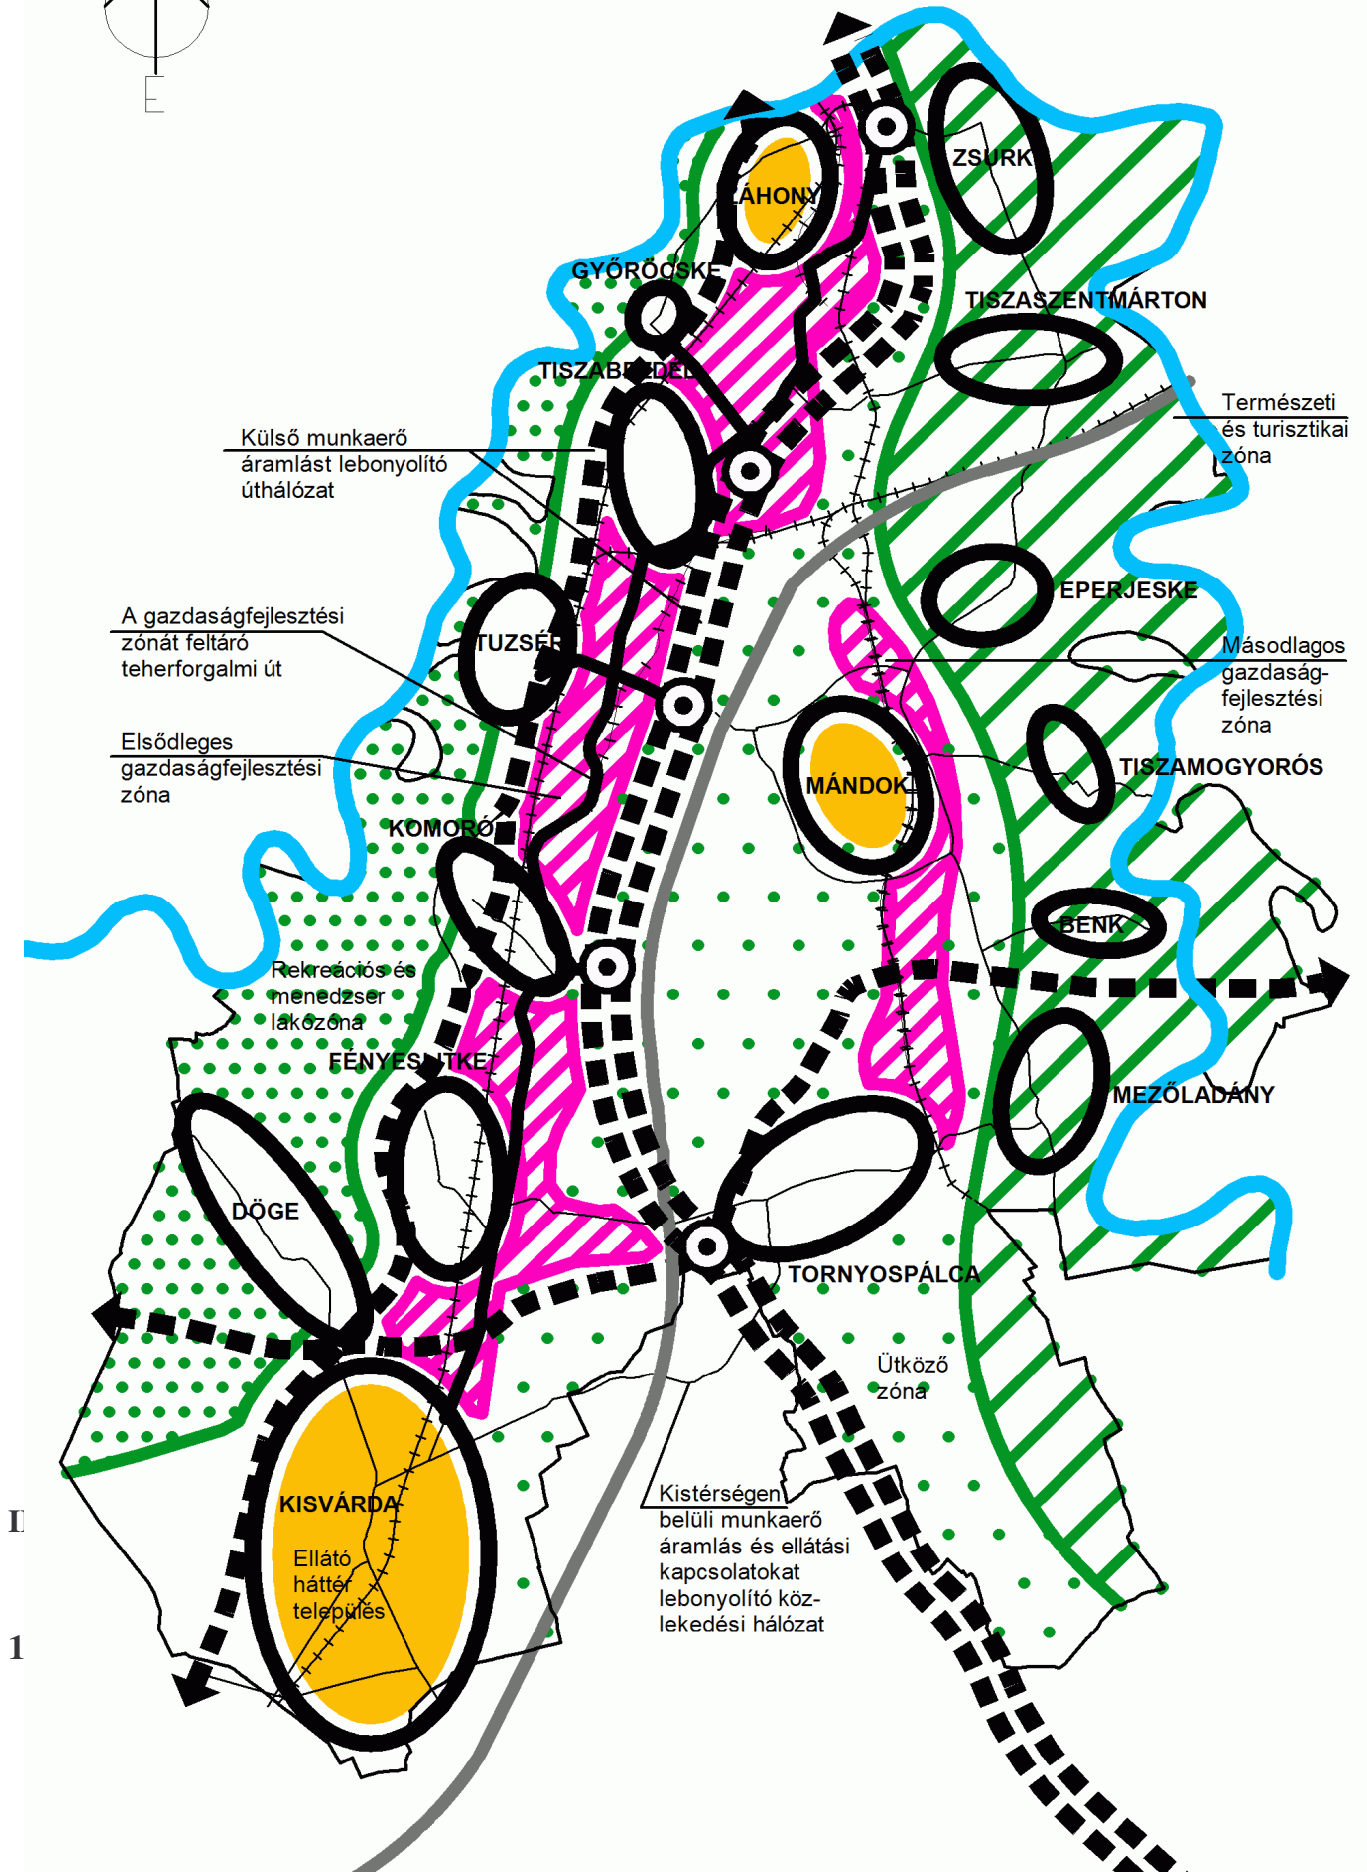 E
ZSURK
ZÁHONY
GYŐRÖCSKE
TISZASZENTMÁRTON
TISZABEZDÉD
Természeti
és turisztikai
zóna
Külső munkaerő
áramlást lebonyolító
úthálózat
EPERJESKE
A gazdaságfejlesztési
zónát feltáró
teherforgalmi út
TUZSÉR
Másodlagos
gazdaság-
fejlesztési
zóna
Elsődleges
gazdaságfejlesztési
zóna
TISZAMOGYORÓS
MÁNDOK
KOMORÓ
BENK
Rekreációs és
menedzser
lakózóna
FÉNYESLITKE
MEZŐLADÁNY
DÖGE
TORNYOSPÁLCA
Ütköző
zóna
KISVÁRDA
Ellátó
háttér
település
Kistérségen
belüli munkaerő
áramlás és ellátási
kapcsolatokat
lebonyolító köz-
lekedési hálózat
1